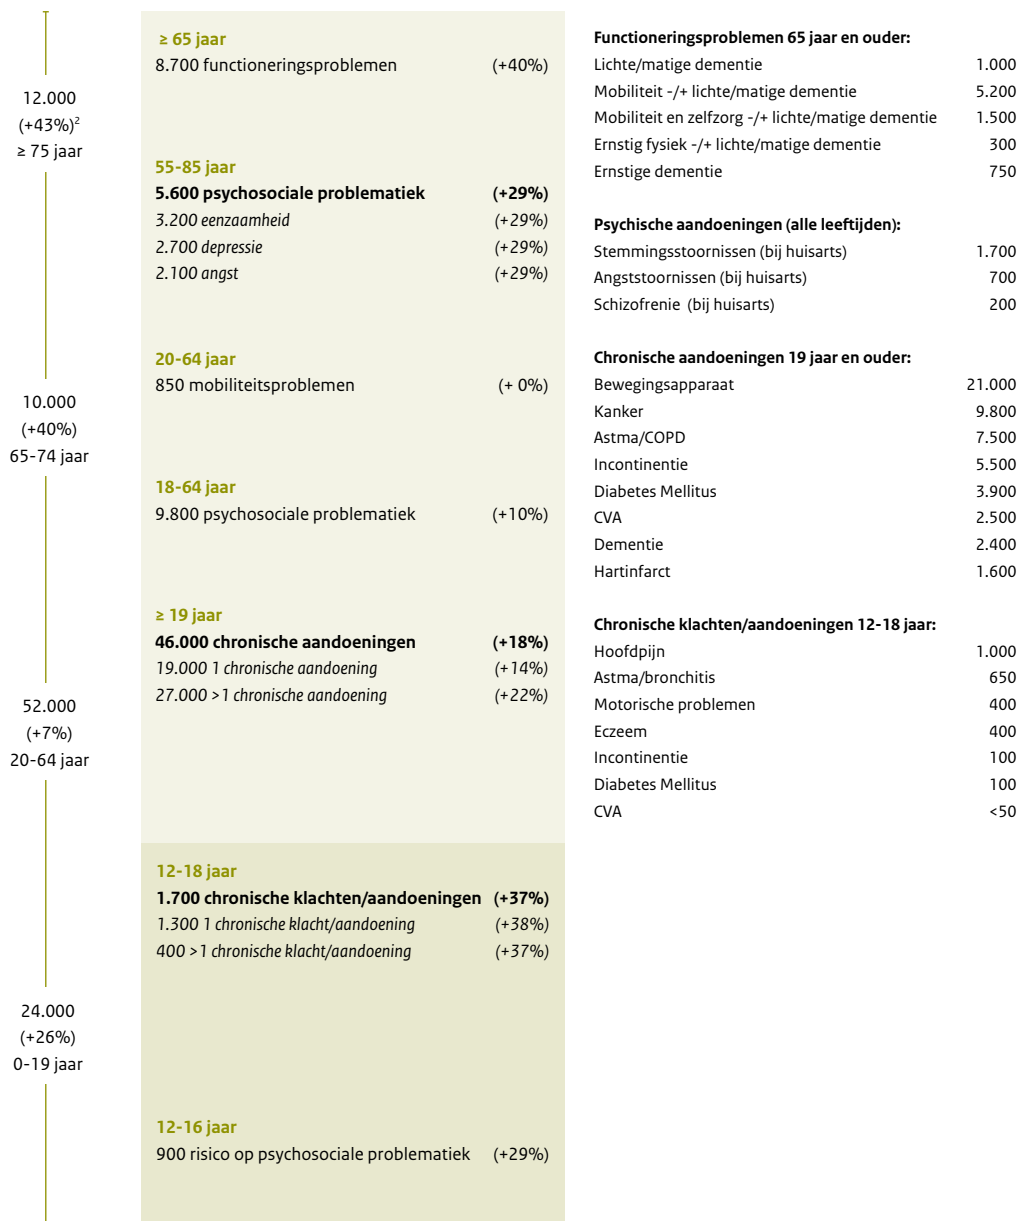 12.000
(+43%)²
≥ 75 jaar
10.000
(+40%)
65-74 jaar
52.000
(+7%)
20-64 jaar
24.000
(+26%)
0-19 jaar
≥ 65 jaar
8.700 functioneringsproblemen (+40%)
55-85 jaar
5.600 psychosociale problematiek (+29%)
3.200 eenzaamheid (+29%)
2.700 depressie (+29%)
2.100 angst (+29%)
20-64 jaar
850 mobiliteitsproblemen (+ 0%)
18-64 jaar
9.800 psychosociale problematiek (+10%)
≥ 19 jaar
46.000 chronische aandoeningen (+18%)
19.000 1 chronische aandoening (+14%)
27.000 >1 chronische aandoening (+22%)
12-18 jaar
1.700 chronische klachten/aandoeningen (+37%)
1.300 1 chronische klacht/aandoening (+38%)
400 >1 chronische klacht/aandoening (+37%)
12-16 jaar
900 risico op psychosociale problematiek (+29%)
Functioneringsproblemen 65 jaar en ouder:
Lichte/matige dementie 1.000
Mobiliteit -/+ lichte/matige dementie 5.200
Mobiliteit en zelfzorg -/+ lichte/matige dementie 1.500
Ernstig fysiek -/+ lichte/matige dementie 300
Ernstige dementie 750
Psychische aandoeningen (alle leeftijden):
Stemmingsstoornissen (bij huisarts) 1.700
Angststoornissen (bij huisarts) 700
Schizofrenie (bij huisarts) 200
Chronische aandoeningen 19 jaar en ouder:
Bewegingsapparaat 21.000
Kanker 9.800
Astma/COPD 7.500
Incontinentie 5.500
Diabetes Mellitus 3.900
CVA 2.500
Dementie 2.400
Hartinfarct 1.600
Chronische klachten/aandoeningen 12-18 jaar:
Hoofdpijn 1.000
Astma/bronchitis 650
Motorische problemen 400
Eczeem 400
Incontinentie 100
Diabetes Mellitus 100
CVA <50